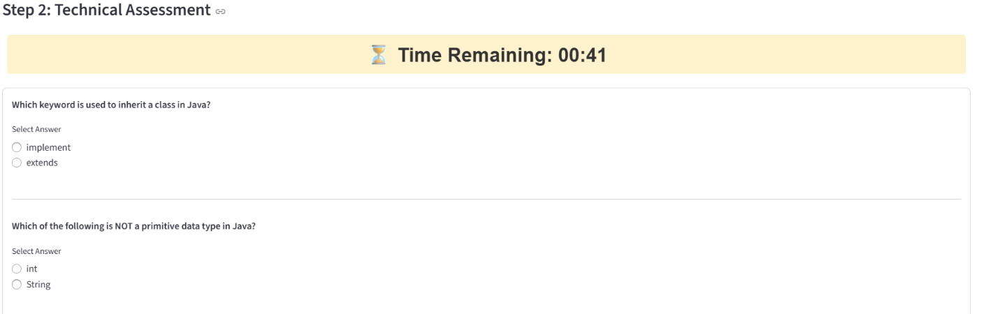 Step 2: Technical Assessment
Time Remaining: 00:41
Which keyword is used to inherit a class in Java?
Select Answer
implement
extends
Which of the following is NOT a primitive data type in Java?
Select Answer
int
String